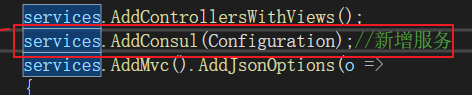 services.AddControllersWithViews();
services.AddConsul(Configuration);//新增服务
services.AddMvc().AddJsonOptions(o =>
{